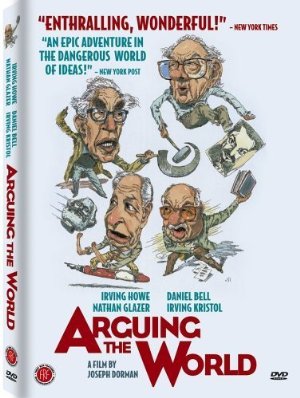 "ENTHRALLING, WONDERFUL!" – NEW YORK TIMES
"AN EPIC ADVENTURE IN
THE DANGEROUS WORLD
OF IDEAS!" – NEW YORK POST
IRVING HOWE DANIEL BELL
NATHAN GLAZER IRVING KRISTOL
ARGUING
THE WORLD
A FILM BY
JOSEPH DORMAN
DVD
IRVING HOWE DANIEL BELL
NATHAN GLAZER IRVING KRISTOL
ARGUING THE WORLD
FRF
DVD